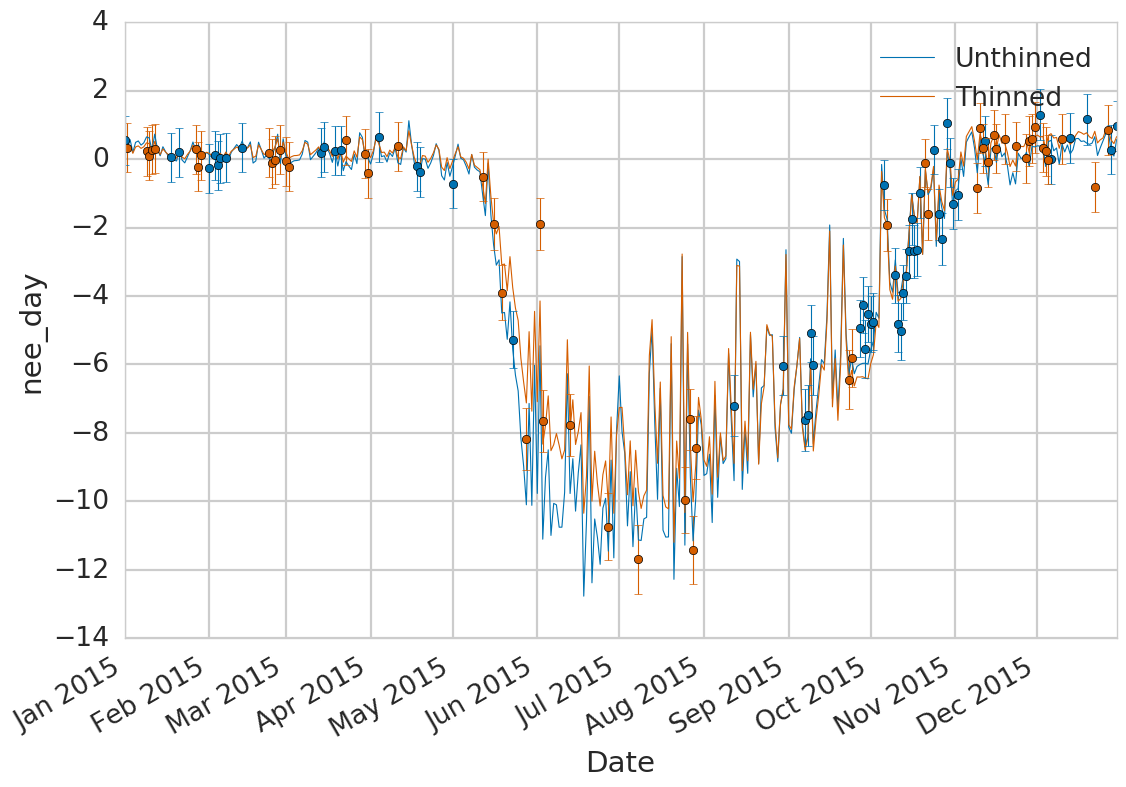 4
2
0
−2
−4
−6
−8
−10
−12
−14
nee_day
Unthinned
Thinned
Jan 2015
Feb 2015
Mar 2015
Apr 2015
May 2015
Jun 2015
Jul 2015
Aug 2015
Sep 2015
Oct 2015
Nov 2015
Dec 2015
Date